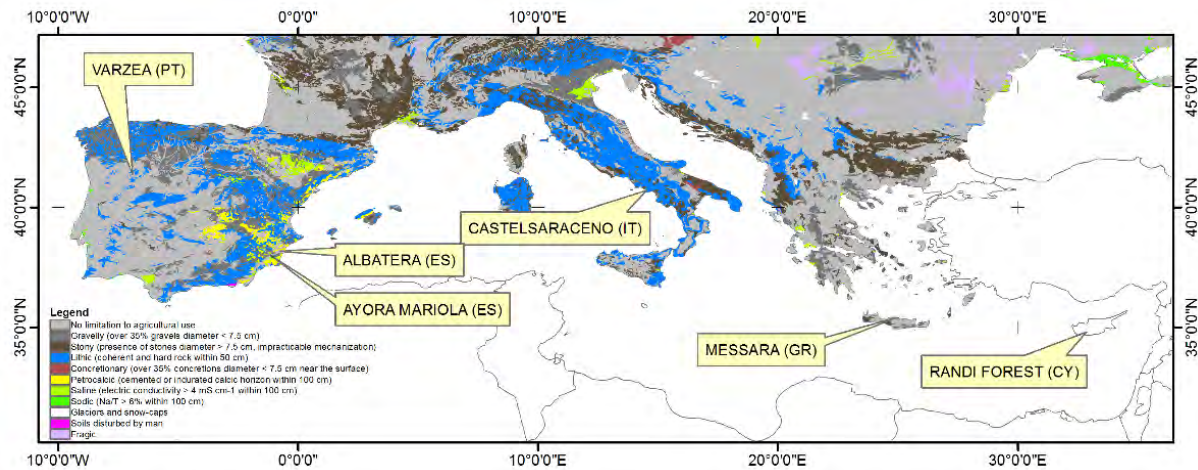 10°0'0"W 0°0'0" 10°0'0"E 20°0'0"E 30°0'0"E
VARZEA (PT)
45°0'0"N 45°0'0"N
40°0'0"N 40°0'0"N
CASTELSARACENO (IT)
ALBATERA (ES)
AYORA MARIOLA (ES)
35°0'0"N 35°0'0"N
MESSARA (GR)
RANDI FOREST (CY)
Legend
No limitation to agricultural use
Gravelly (over 35% gravels diameter < 7.5 cm)
Stony (presence of stones diameter > 7.5 cm, impracticable mechanization)
Lithic (coherent and hard rock within 50 cm)
Concretionary (over 35% concretions diameter < 7.5 cm near the surface)
Petrocalcic (cemented or indurated calcic horizon within 100 cm)
Saline (electric conductivity > 4 mS cm-1 within 100 cm)
Sodic (Na/T > 6% within 100 cm)
Glaciers and snow-caps
Soils disturbed by man
Fragic
10°0'0"W 0°0'0" 10°0'0"E 20°0'0"E 30°0'0"E